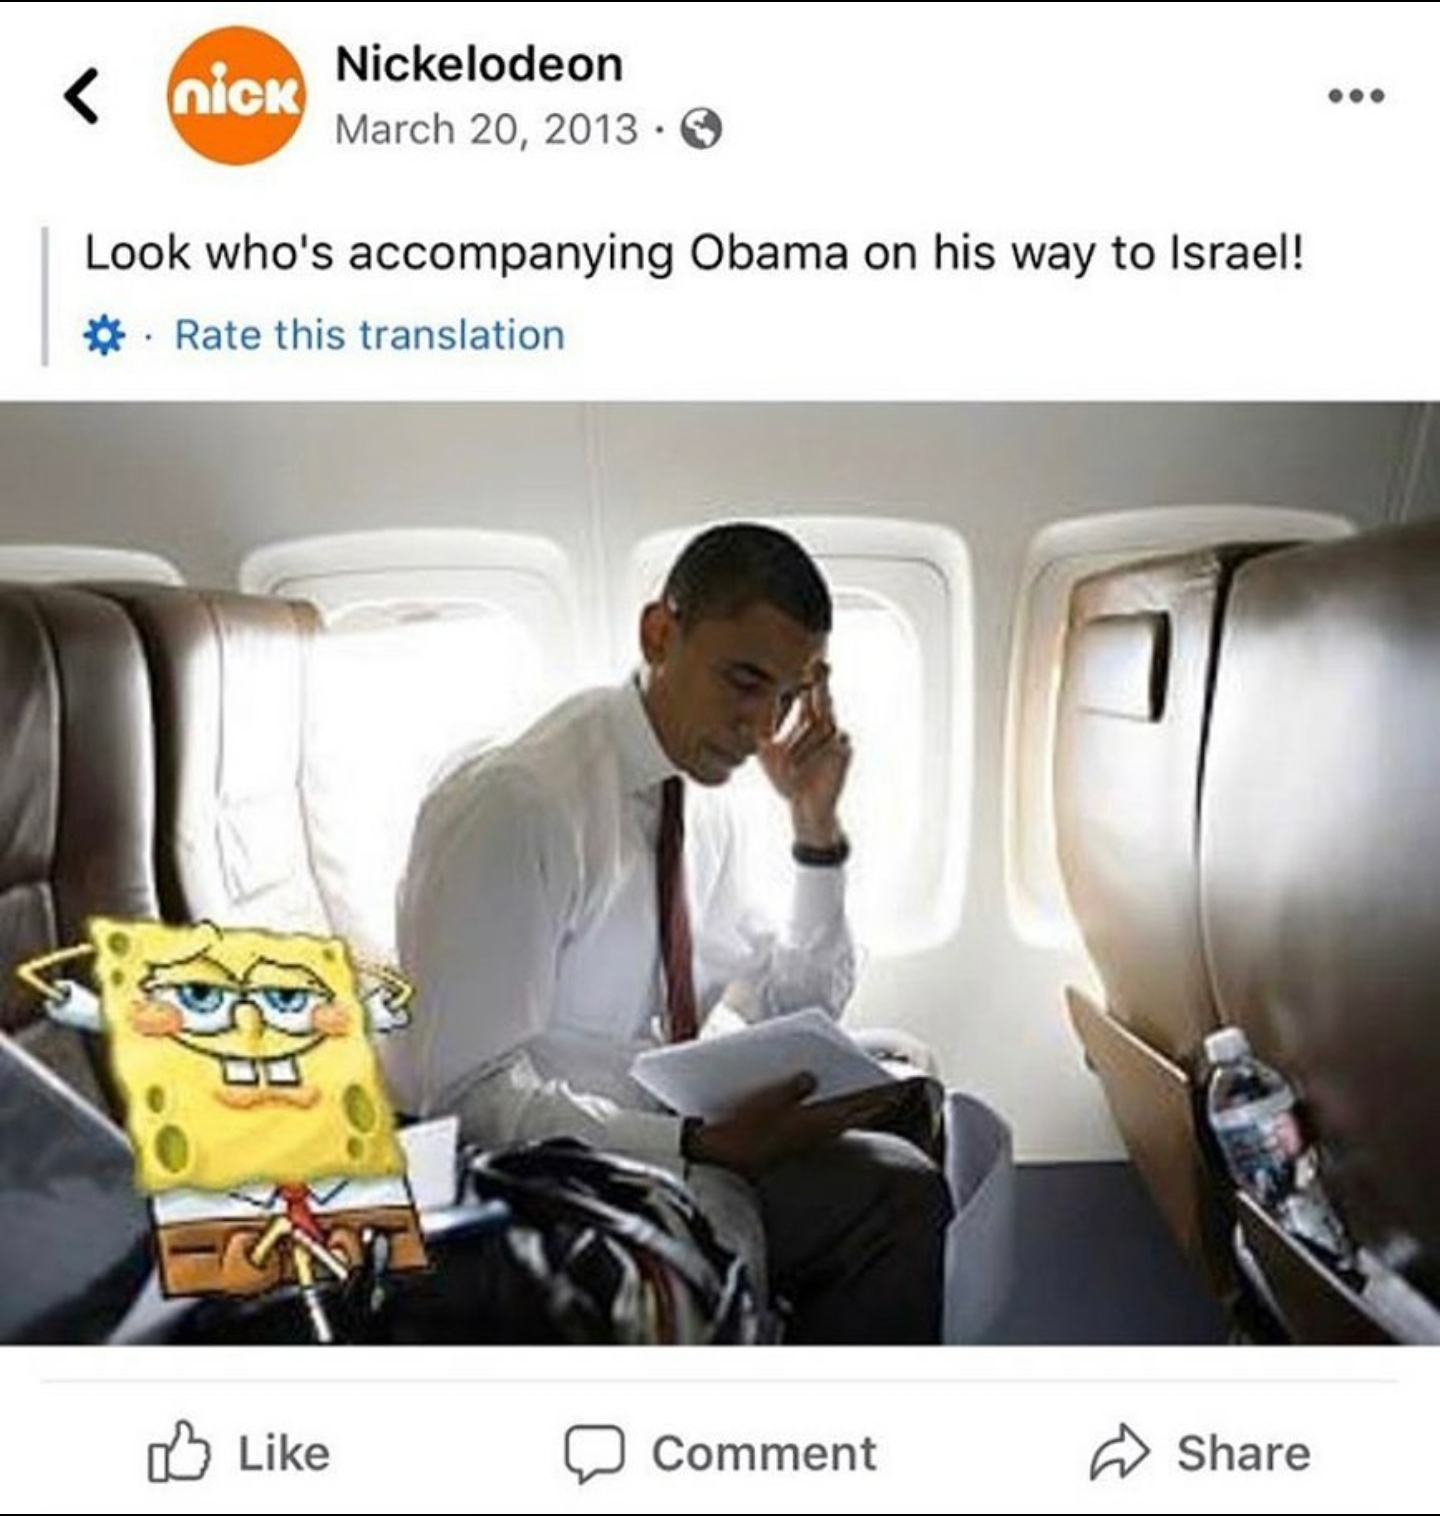 nick
Nickelodeon
March 20, 2013 ·
Look who's accompanying Obama on his way to Israel!
· Rate this translation
Like
Comment
Share